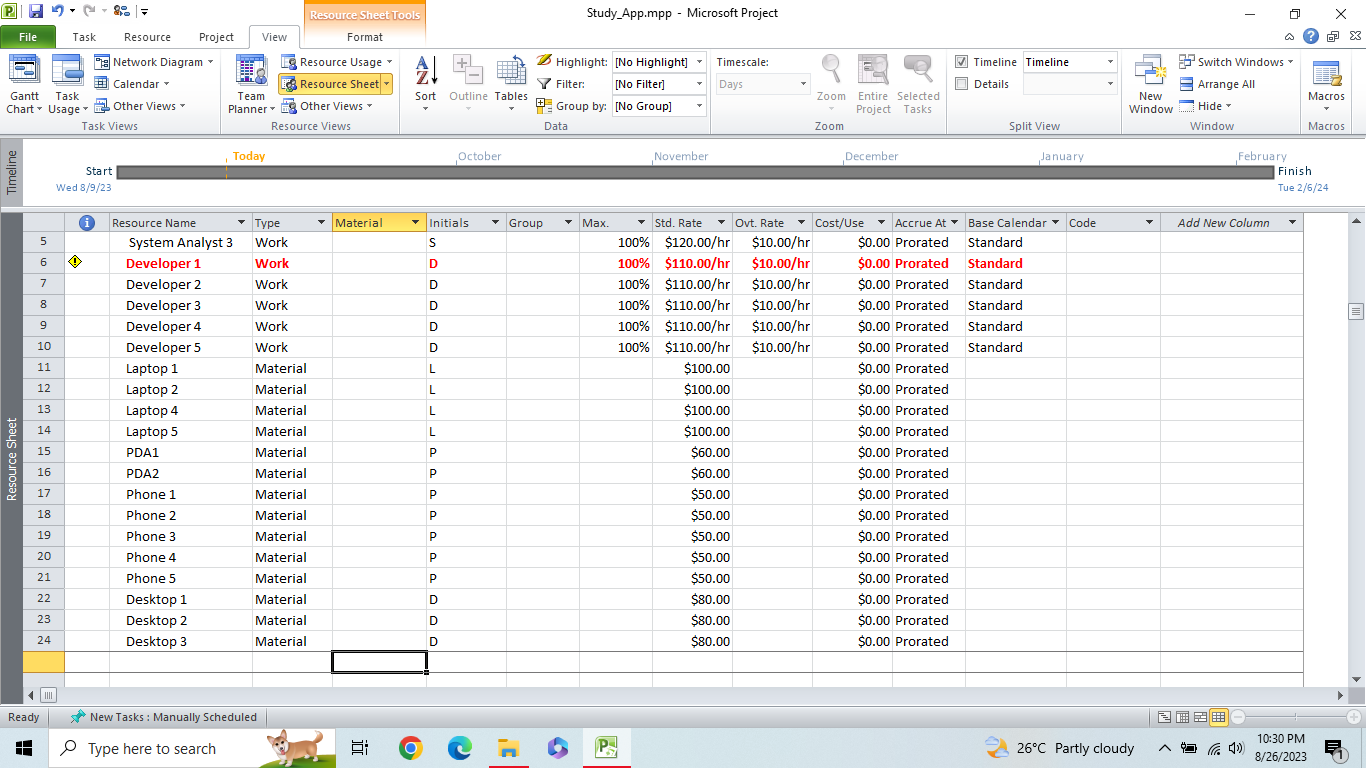 Study_App.mpp - Microsoft Project
Resource Sheet Tools
File Task Resource Project View Format
Gantt Chart
Task Usage
Network Diagram
Calendar
Other Views
Task Views
Team Planner
Resource Usage
Resource Sheet
Other Views
Resource Views
Sort
Outline
Tables
Highlight: [No Highlight]
Filter: [No Filter]
Group by: [No Group]
Data
Timescale:
Days
Zoom
Entire Project
Selected Tasks
Zoom
Timeline Timeline
Details
Split View
New Window
Switch Windows
Arrange All
Hide
Window
Macros
Macros
Timeline
Today October November December January February
Start Finish
Wed 8/9/23 Tue 2/6/24
Resource Sheet
Resource Name Type Material Initials Group Max. Std. Rate Ovt. Rate Cost/Use Accrue At Base Calendar Code Add New Column
5 System Analyst 3 Work S 100% $120.00/hr $10.00/hr $0.00 Prorated Standard
6 Developer 1 Work D 100% $110.00/hr $10.00/hr $0.00 Prorated Standard
7 Developer 2 Work D 100% $110.00/hr $10.00/hr $0.00 Prorated Standard
8 Developer 3 Work D 100% $110.00/hr $10.00/hr $0.00 Prorated Standard
9 Developer 4 Work D 100% $110.00/hr $10.00/hr $0.00 Prorated Standard
10 Developer 5 Work D 100% $110.00/hr $10.00/hr $0.00 Prorated Standard
11 Laptop 1 Material L $100.00 $0.00 Prorated
12 Laptop 2 Material L $100.00 $0.00 Prorated
13 Laptop 4 Material L $100.00 $0.00 Prorated
14 Laptop 5 Material L $100.00 $0.00 Prorated
15 PDA1 Material P $60.00 $0.00 Prorated
16 PDA2 Material P $60.00 $0.00 Prorated
17 Phone 1 Material P $50.00 $0.00 Prorated
18 Phone 2 Material P $50.00 $0.00 Prorated
19 Phone 3 Material P $50.00 $0.00 Prorated
20 Phone 4 Material P $50.00 $0.00 Prorated
21 Phone 5 Material P $50.00 $0.00 Prorated
22 Desktop 1 Material D $80.00 $0.00 Prorated
23 Desktop 2 Material D $80.00 $0.00 Prorated
24 Desktop 3 Material D $80.00 $0.00 Prorated
Ready New Tasks : Manually Scheduled
Type here to search
26°C Partly cloudy
10:30 PM
8/26/2023
1